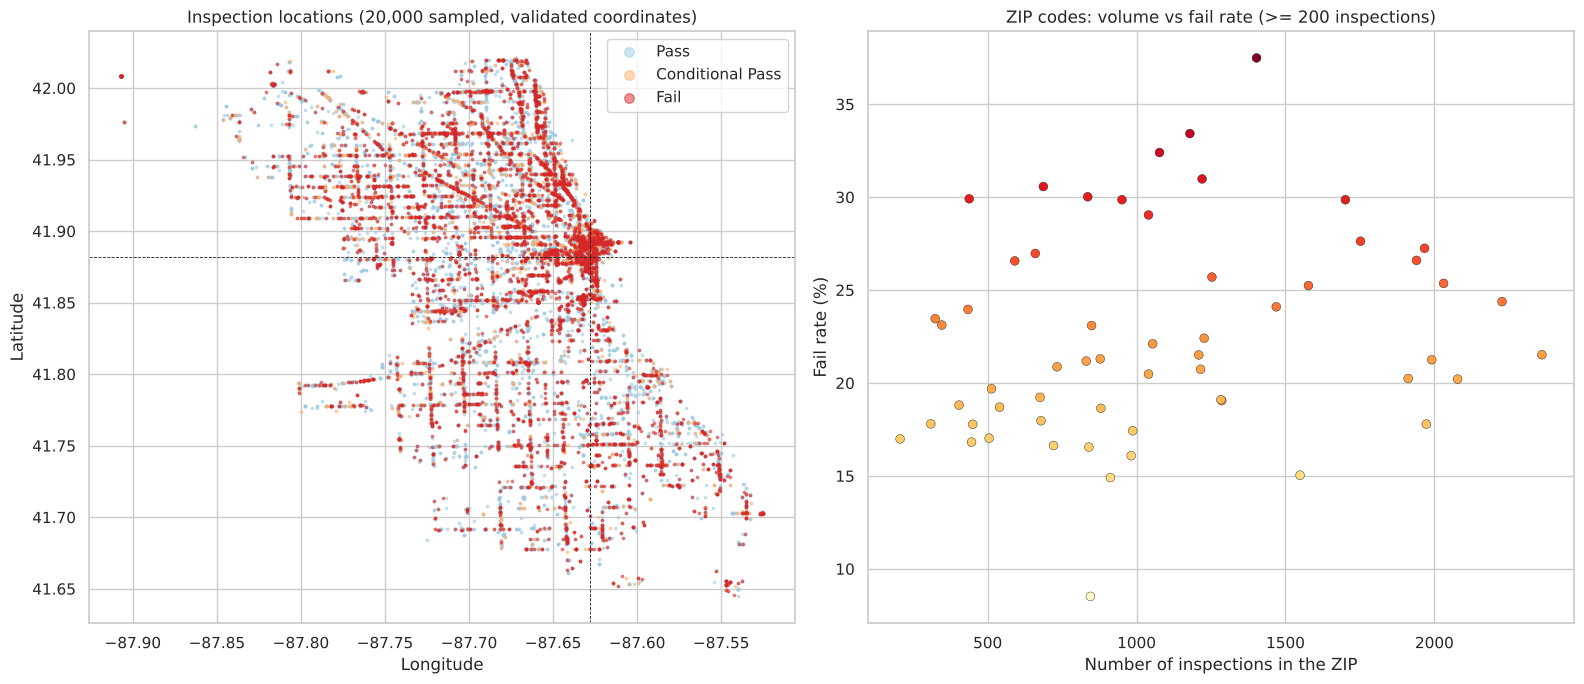 Inspection locations (20,000 sampled, validated coordinates)
Pass
Conditional Pass
Fail
Latitude
42.00
41.95
41.90
41.85
41.80
41.75
41.70
41.65
−87.90 −87.85 −87.80 −87.75 −87.70 −87.65 −87.60 −87.55
Longitude
ZIP codes: volume vs fail rate (>= 200 inspections)
Fail rate (%)
35
30
25
20
15
10
500 1000 1500 2000
Number of inspections in the ZIP